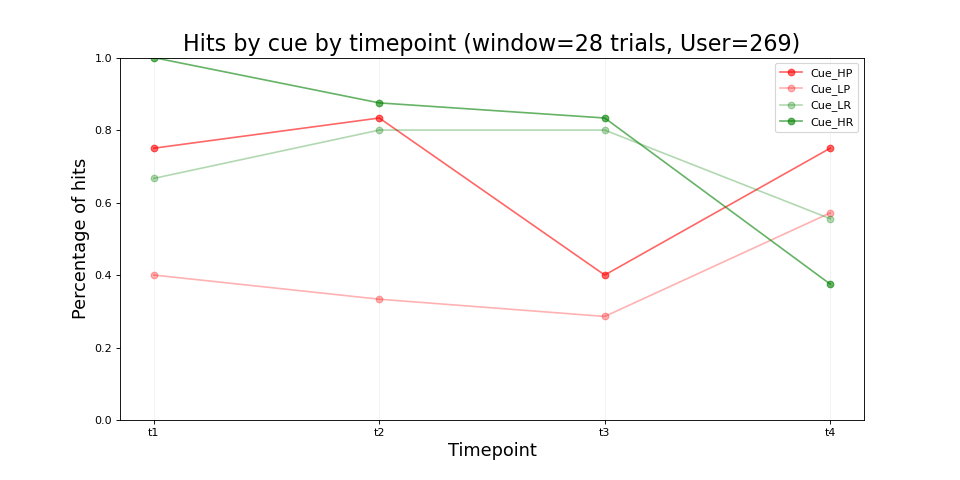 Hits by cue by timepoint (window=28 trials, User=269)
1.0
0.8
0.6
0.4
0.2
0.0
Percentage of hits
t1
t2
t3
t4
Timepoint
Cue_HP
Cue_LP
Cue_LR
Cue_HR